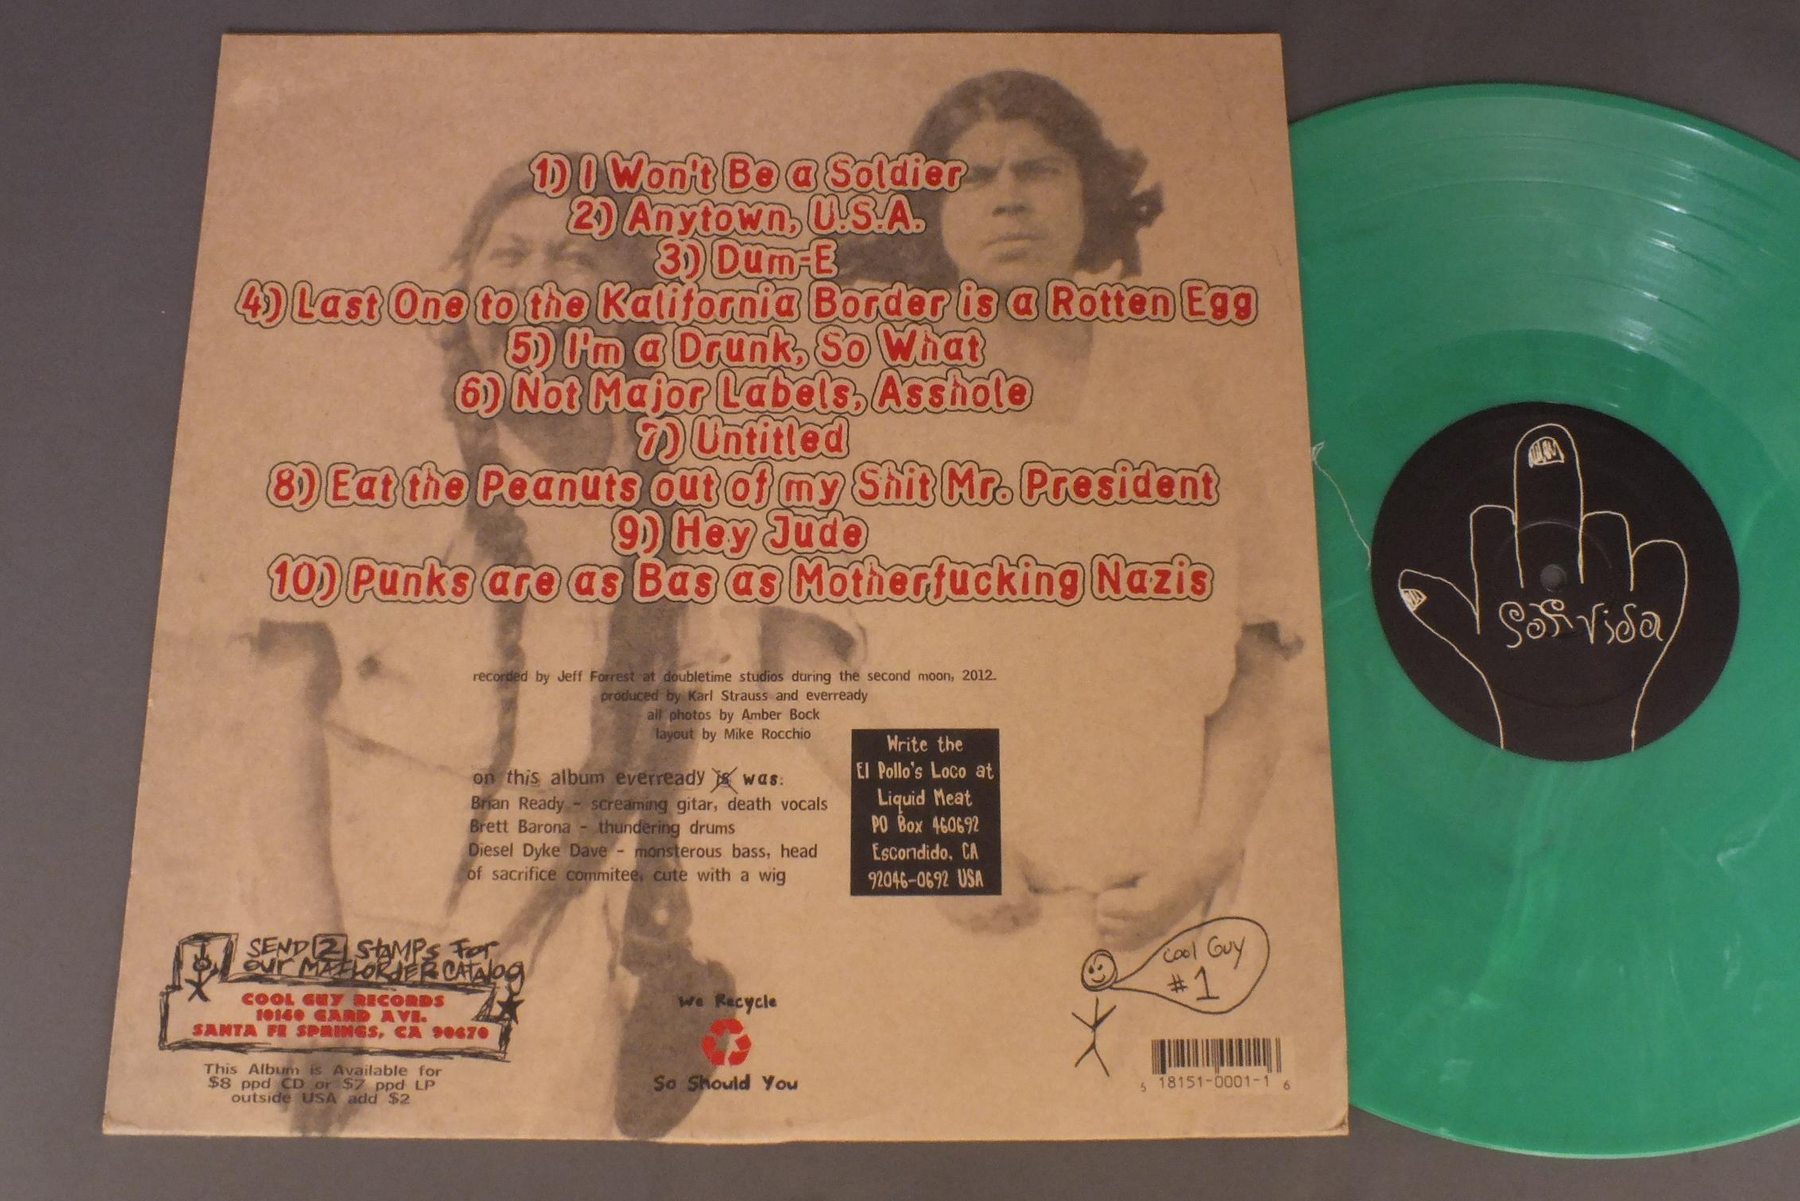 1) I Won't Be a Soldier
2) Anytown, U.S.A.
3) Dum-E
4) Last One to the Kalifornia Border is a Rotten Egg
5) I'm a Drunk, So What
6) Not Major Labels, Asshole
7) Untitled
8) Eat the Peanuts out of my Shit Mr. President
9) Hey Jude
10) Punks are as Bas as Motherfucking Nazis
recorded by Jeff Forrest at doubletime studios during the second moon, 2012.
produced by Karl Strauss and everready
all photos by Amber Bock
layout by Mike Rocchio
on this album everready is was:
Brian Ready - screaming gitar, death vocals
Brett Barona - thundering drums
Diesel Dyke Dave - monsterous bass, head
of sacrifice commitee, cute with a wig
Write the
El Pollo's Loco at
Liquid Meat
PO Box 460692
Escondido, CA
92046-0692 USA
SEND 2 STAMPS For
our MAILORDER CATAlog
COOL GUY RECORDS
10140 GARD AVE.
SANTA FE SPRINGS, CA 90670
This Album is Available for
$8 ppd CD or $7 ppd LP
outside USA add $2
We Recycle
So Should You
Cool Guy
#1
5 18151-0001-1 6
Vida